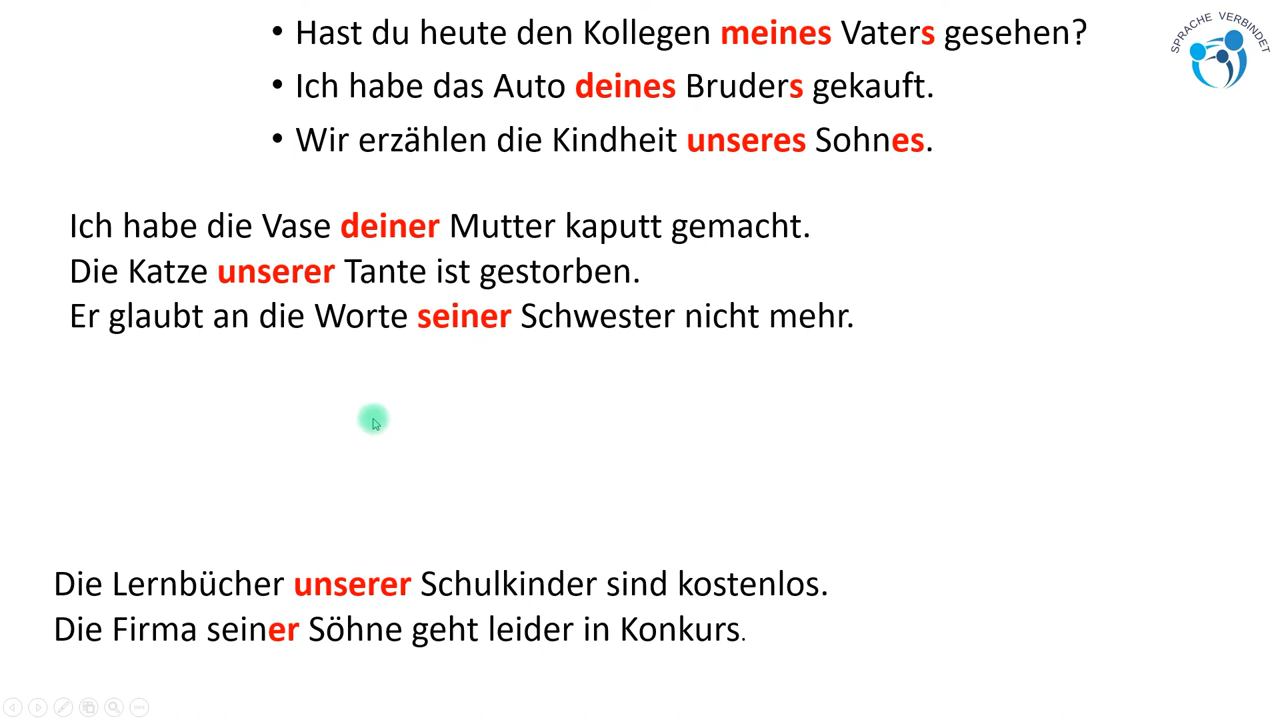 • Hast du heute den Kollegen meines Vaters gesehen?
SPRACHE VERBINDET
• Ich habe das Auto deines Bruders gekauft.
• Wir erzählen die Kindheit unseres Sohnes.
Ich habe die Vase deiner Mutter kaputt gemacht.
Die Katze unserer Tante ist gestorben.
Er glaubt an die Worte seiner Schwester nicht mehr.
Die Lernbücher unserer Schulkinder sind kostenlos.
Die Firma seiner Söhne geht leider in Konkurs.